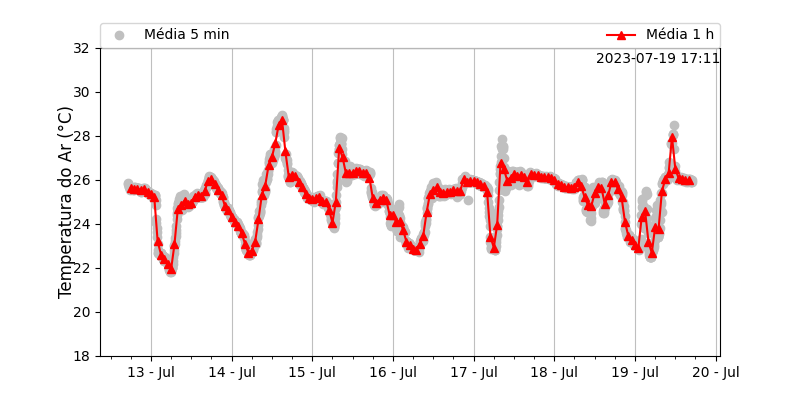 Média 5 min
Média 1 h
2023-07-19 17:11
Temperatura do Ar (°C)
32
30
28
26
24
22
20
18
13 - Jul
14 - Jul
15 - Jul
16 - Jul
17 - Jul
18 - Jul
19 - Jul
20 - Jul